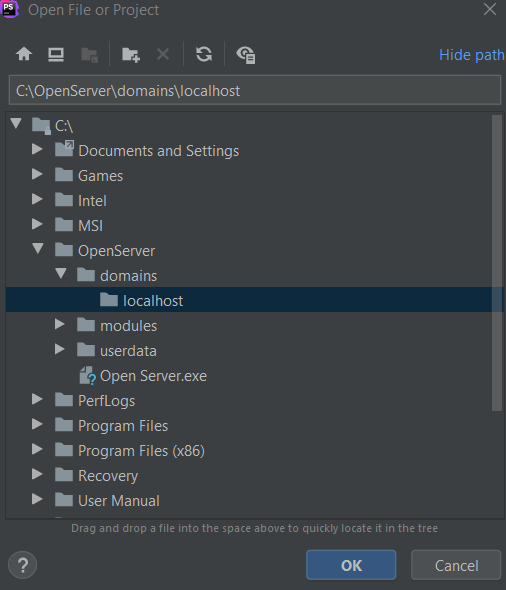 PS Open File or Project
Hide path
C:\OpenServer\domains\localhost
C:\
Documents and Settings
Games
Intel
MSI
OpenServer
domains
localhost
modules
userdata
Open Server.exe
PerfLogs
Program Files
Program Files (x86)
Recovery
User Manual
Drag and drop a file into the space above to quickly locate it in the tree
? OK Cancel